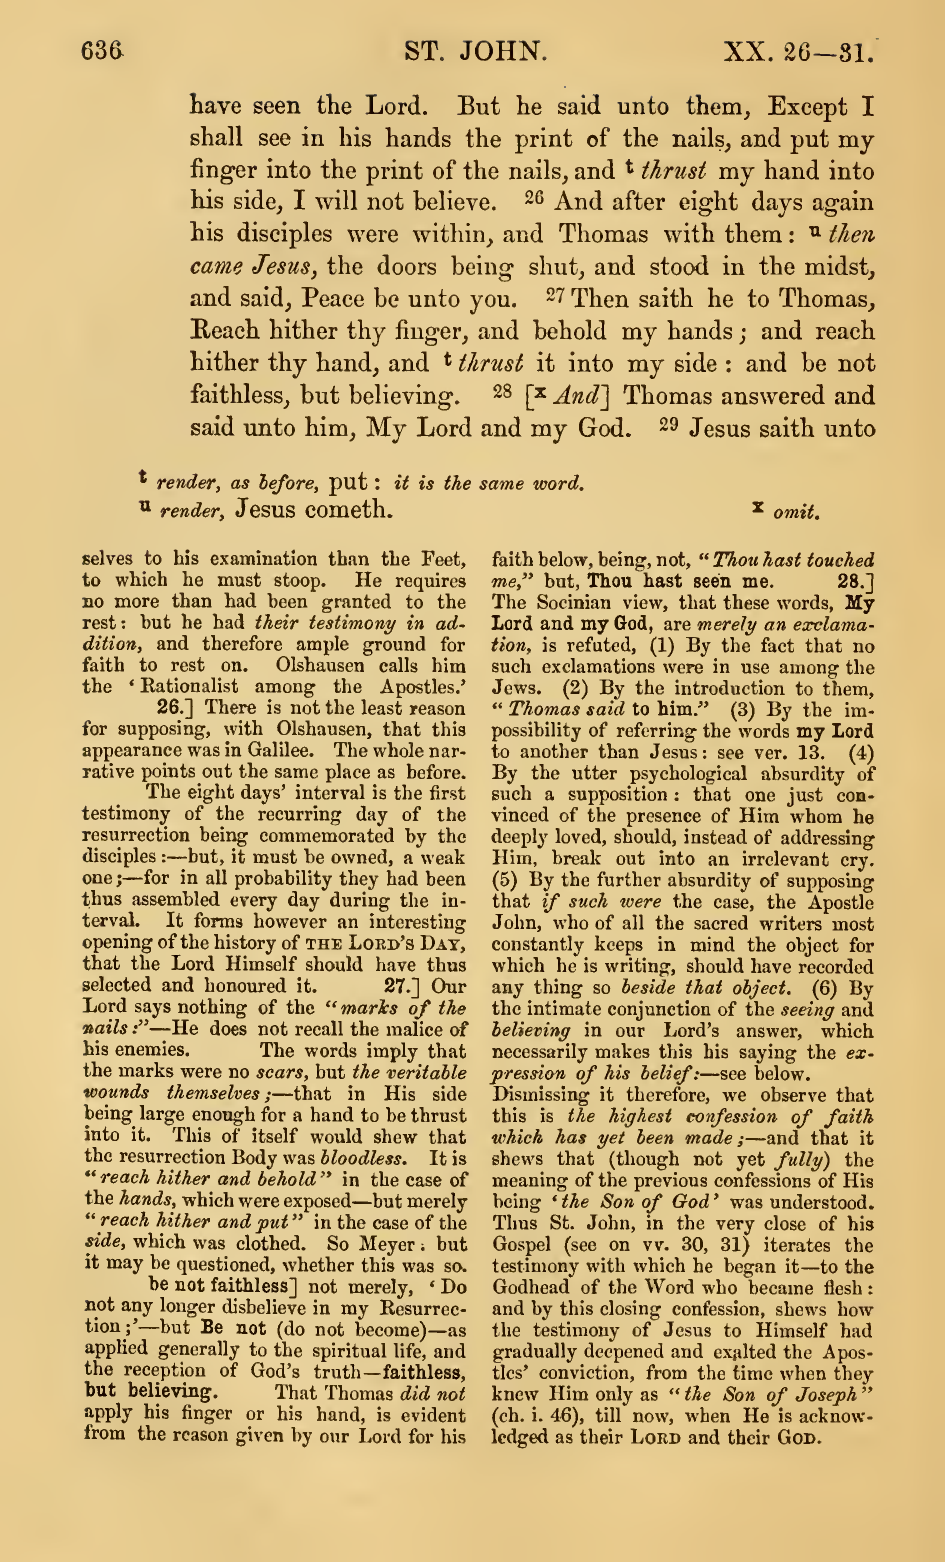 636
ST. JOHN.
XX. 26—31.
have seen the Lord. But he said unto them, Except I
shall see in his hands the print of the nails, and put my
finger into the print of the nails, and t thrust my hand into
his side, I will not believe. 26 And after eight days again
his disciples were within, and Thomas with them: u then
came Jesus, the doors being shut, and stood in the midst,
and said, Peace be unto you. 27 Then saith he to Thomas,
Reach hither thy finger, and behold my hands; and reach
hither thy hand, and t thrust it into my side: and be not
faithless, but believing. 28 [x And] Thomas answered and
said unto him, My Lord and my God. 29 Jesus saith unto
t render, as before, put: it is the same word.
u render, Jesus cometh.
x omit.
selves to his examination than the Feet,
to which he must stoop. He requires
no more than had been granted to the
rest: but he had their testimony in ad-
dition, and therefore ample ground for
faith to rest on. Olshausen calls him
the ‘Rationalist among the Apostles.’
26.] There is not the least reason
for supposing, with Olshausen, that this
appearance was in Galilee. The whole nar-
rative points out the same place as before.
The eight days’ interval is the first
testimony of the recurring day of the
resurrection being commemorated by the
disciples:—but, it must be owned, a weak
one;—for in all probability they had been
thus assembled every day during the in-
terval. It forms however an interesting
opening of the history of THE LORD’S DAY,
that the Lord Himself should have thus
selected and honoured it. 27.] Our
Lord says nothing of the “marks of the
nails:”—He does not recall the malice of
his enemies. The words imply that
the marks were no scars, but the veritable
wounds themselves;—that in His side
being large enough for a hand to be thrust
into it. This of itself would shew that
the resurrection Body was bloodless. It is
“reach hither and behold” in the case of
the hands, which were exposed—but merely
“reach hither and put” in the case of the
side, which was clothed. So Meyer: but
it may be questioned, whether this was so.
be not faithless] not merely, ‘Do
not any longer disbelieve in my Resurrec-
tion;’—but Be not (do not become)—as
applied generally to the spiritual life, and
the reception of God’s truth—faithless,
but believing. That Thomas did not
apply his finger or his hand, is evident
from the reason given by our Lord for his
faith below, being, not, “Thou hast touched
me,” but, Thou hast seen me. 28.]
The Socinian view, that these words, My
Lord and my God, are merely an exclama-
tion, is refuted, (1) By the fact that no
such exclamations were in use among the
Jews. (2) By the introduction to them,
“Thomas said to him.” (3) By the im-
possibility of referring the words my Lord
to another than Jesus: see ver. 13. (4)
By the utter psychological absurdity of
such a supposition: that one just con-
vinced of the presence of Him whom he
deeply loved, should, instead of addressing
Him, break out into an irrelevant cry.
(5) By the further absurdity of supposing
that if such were the case, the Apostle
John, who of all the sacred writers most
constantly keeps in mind the object for
which he is writing, should have recorded
any thing so beside that object. (6) By
the intimate conjunction of the seeing and
believing in our Lord’s answer, which
necessarily makes this his saying the ex-
pression of his belief:—see below.
Dismissing it therefore, we observe that
this is the highest confession of faith
which has yet been made;—and that it
shews that (though not yet fully) the
meaning of the previous confessions of His
being ‘the Son of God’ was understood.
Thus St. John, in the very close of his
Gospel (see on vv. 30, 31) iterates the
testimony with which he began it—to the
Godhead of the Word who became flesh:
and by this closing confession, shews how
the testimony of Jesus to Himself had
gradually deepened and exalted the Apos-
tles’ conviction, from the time when they
knew Him only as “the Son of Joseph”
(ch. i. 46), till now, when He is acknow-
ledged as their LORD and their GOD.